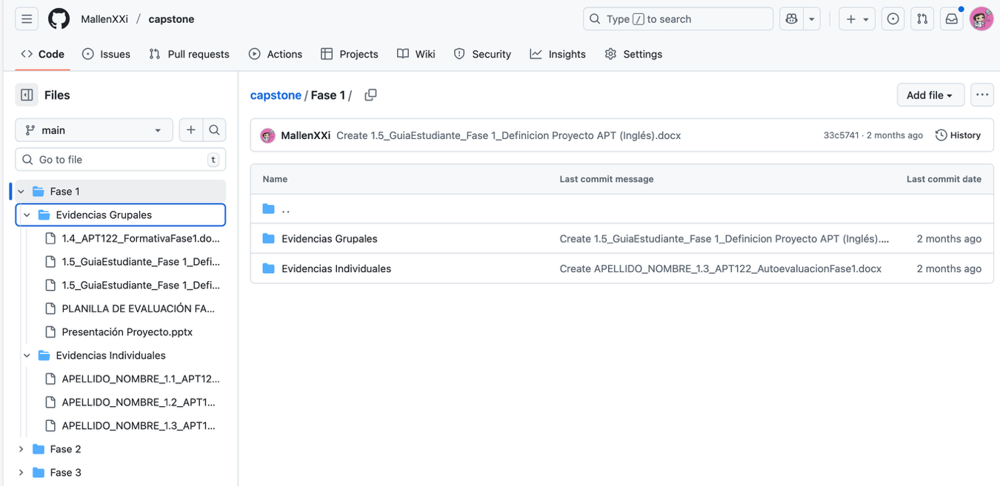 MallenXXi / capstone
Type / to search
Code
Issues
Pull requests
Actions
Projects
Wiki
Security
Insights
Settings
Files
main
Go to file
t
Fase 1
Evidencias Grupales
1.4_APT122_FormativaFase1.do...
1.5_GuiaEstudiante_Fase 1_Defi...
1.5_GuiaEstudiante_Fase 1_Defi...
PLANILLA DE EVALUACIÓN FA...
Presentación Proyecto.pptx
Evidencias Individuales
APELLIDO_NOMBRE_1.1_APT12...
APELLIDO_NOMBRE_1.2_APT1...
APELLIDO_NOMBRE_1.3_APT1...
Fase 2
Fase 3
capstone / Fase 1 /
Add file
MallenXXi Create 1.5_GuiaEstudiante_Fase 1_Definicion Proyecto APT (Inglés).docx 33c5741 · 2 months ago History
Name Last commit message Last commit date
..
Evidencias Grupales Create 1.5_GuiaEstudiante_Fase 1_Definicion Proyecto APT (Inglés).... 2 months ago
Evidencias Individuales Create APELLIDO_NOMBRE_1.3_APT122_AutoevaluacionFase1.docx 2 months ago